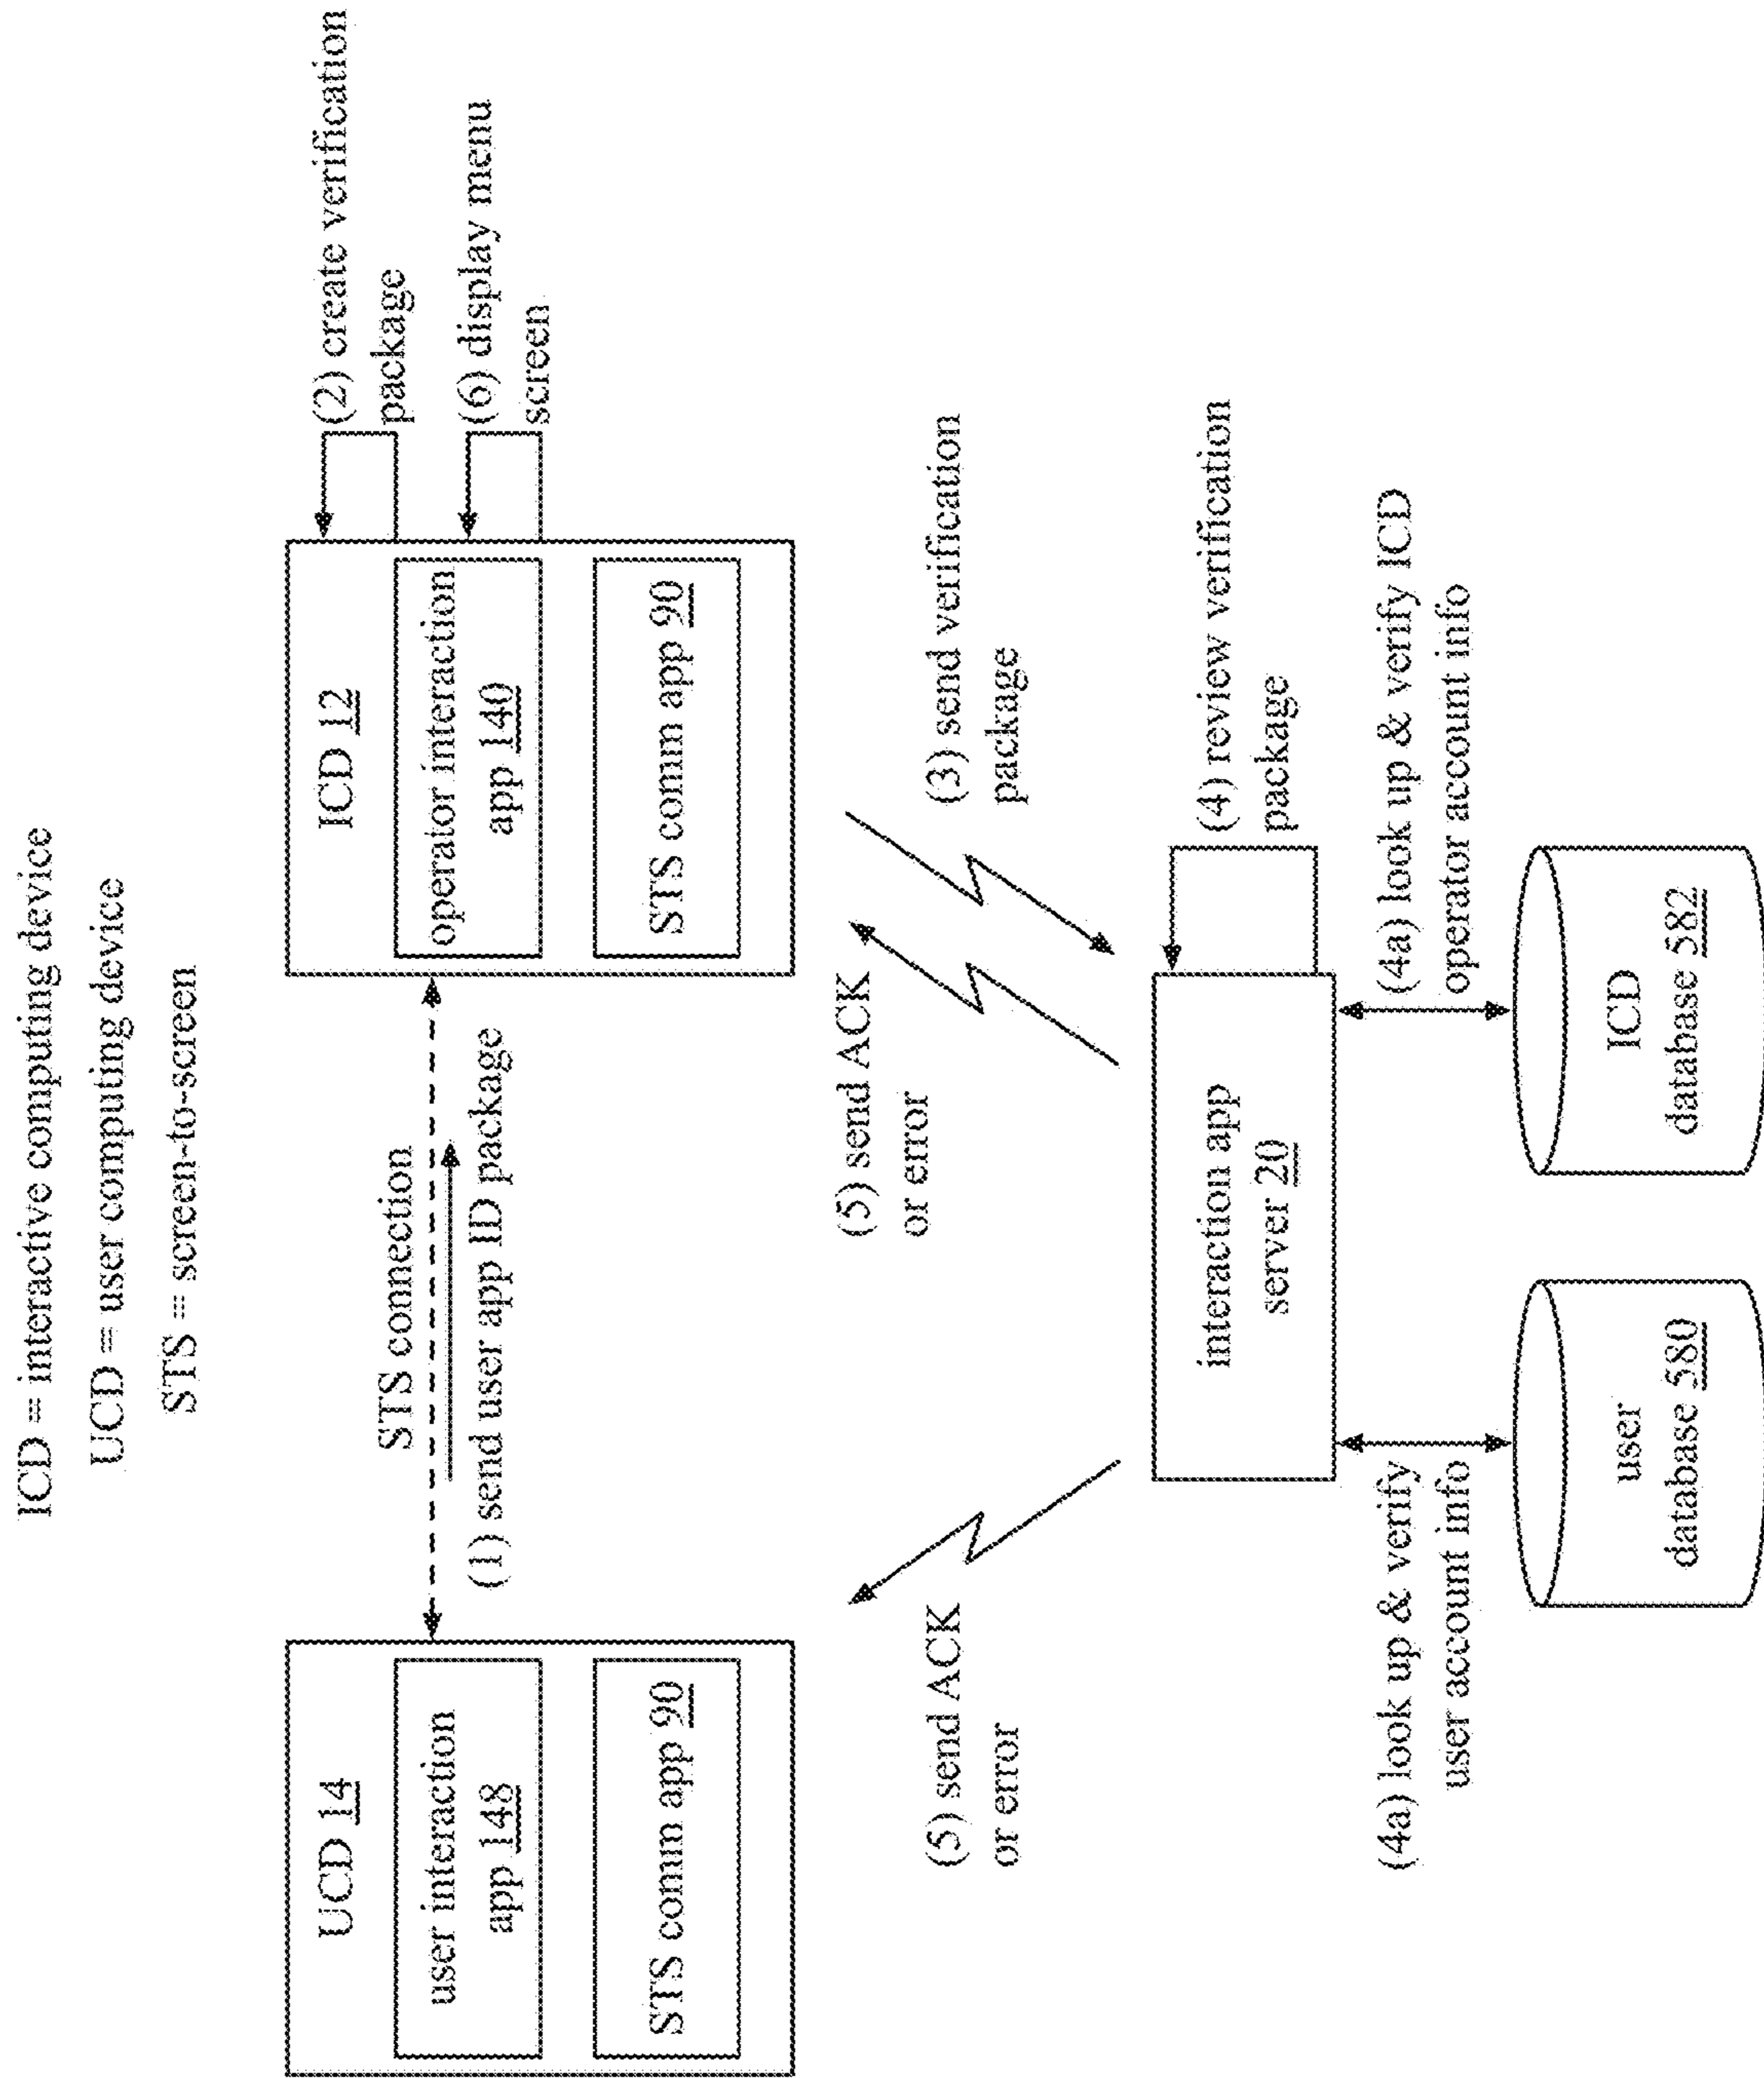 ICD = interactive computing device
UCD = user computing device
STS = screen-to-screen
UCD 14
user interaction
app 148
STS comm app 90
STS connection
(1) send user app ID package
ICD 12
operator interaction
app 140
STS comm app 90
(2) create verification
package
(6) display menu
screen
(5) send ACK
or error
(5) send ACK
or error
(3) send verification
package
interaction app
server 20
(4) review verification
package
(4a) look up & verify
user account info
(4a) look up & verify ICD
operator account info
user
database 580
ICD
database 582